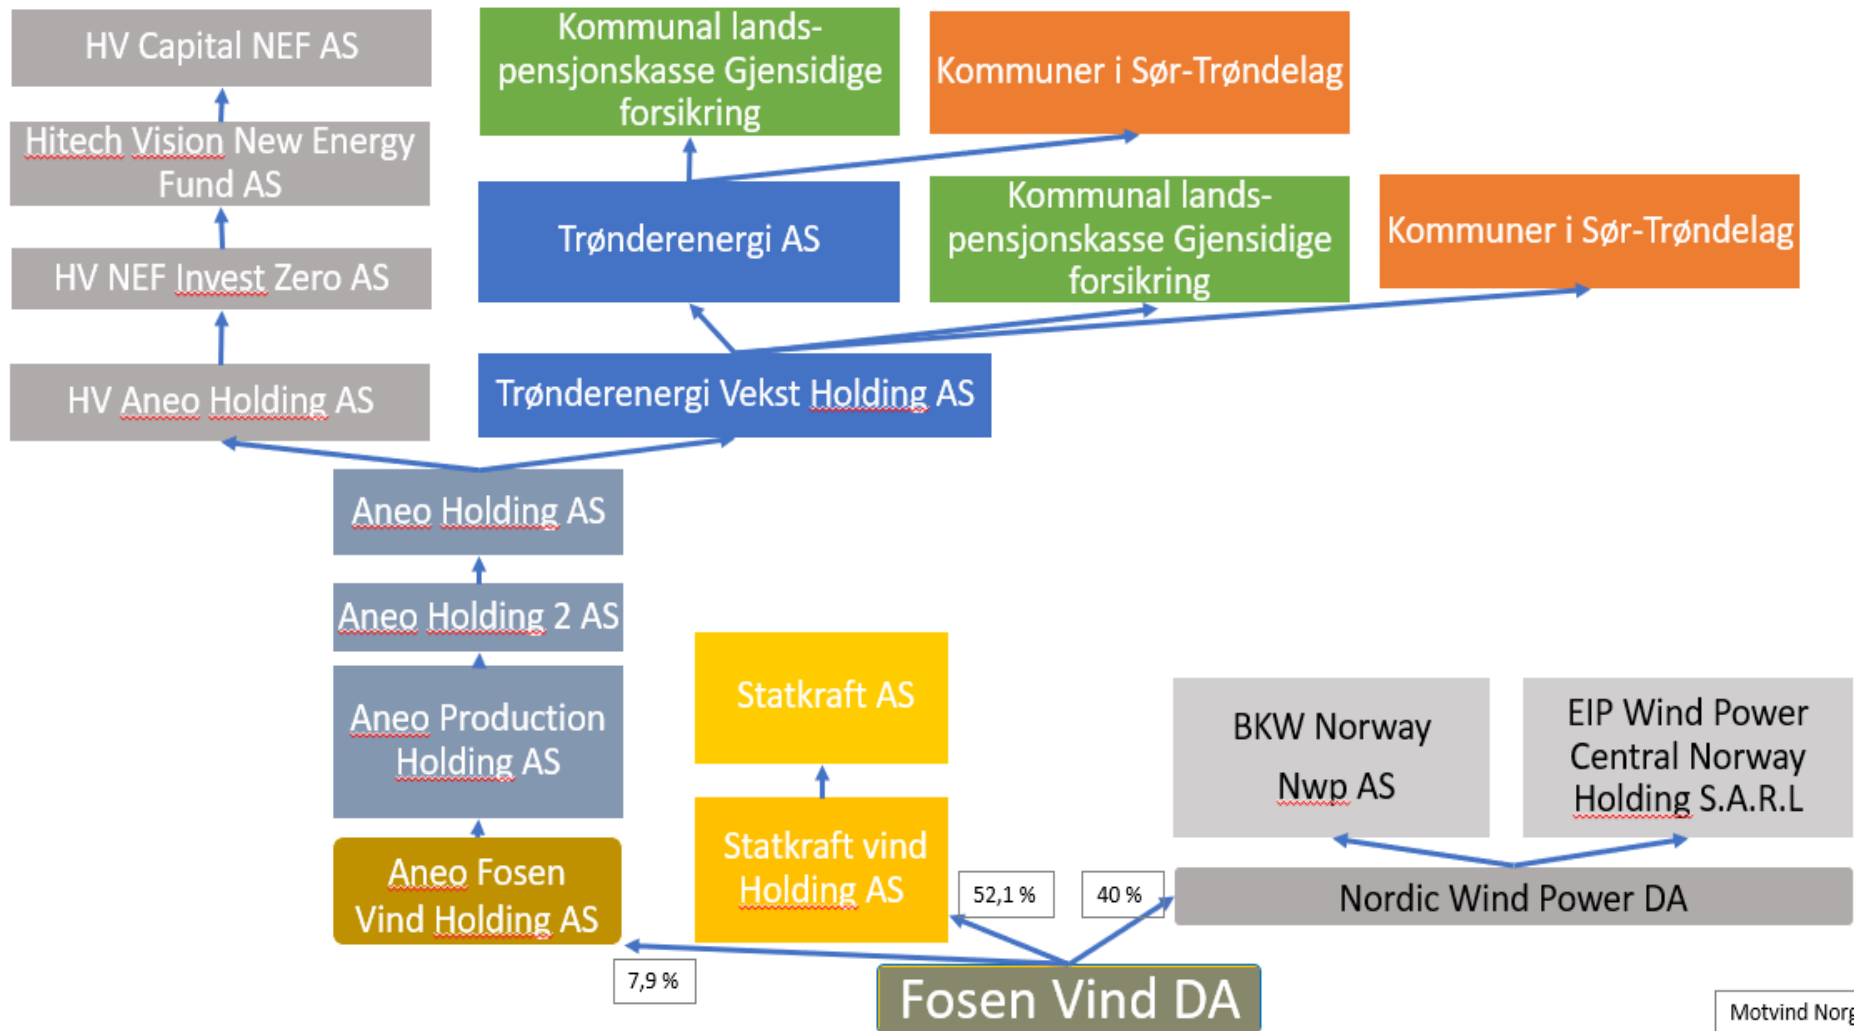 HV Capital NEF AS
Hitech Vision New Energy
Fund AS
HV NEF Invest Zero AS
HV Aneo Holding AS
Kommunal lands-
pensjonskasse Gjensidige
forsikring
Kommuner i Sør-Trøndelag
Trønderenergi AS
Kommunal lands-
pensjonskasse Gjensidige
forsikring
Kommuner i Sør-Trøndelag
Trønderenergi Vekst Holding AS
Aneo Holding AS
Aneo Holding 2 AS
Aneo Production
Holding AS
Aneo Fosen
Vind Holding AS
Statkraft AS
Statkraft vind
Holding AS
BKW Norway
Nwp AS
EIP Wind Power
Central Norway
Holding S.A.R.L
Nordic Wind Power DA
52,1 %
40 %
7,9 %
Fosen Vind DA
Motvind Norg